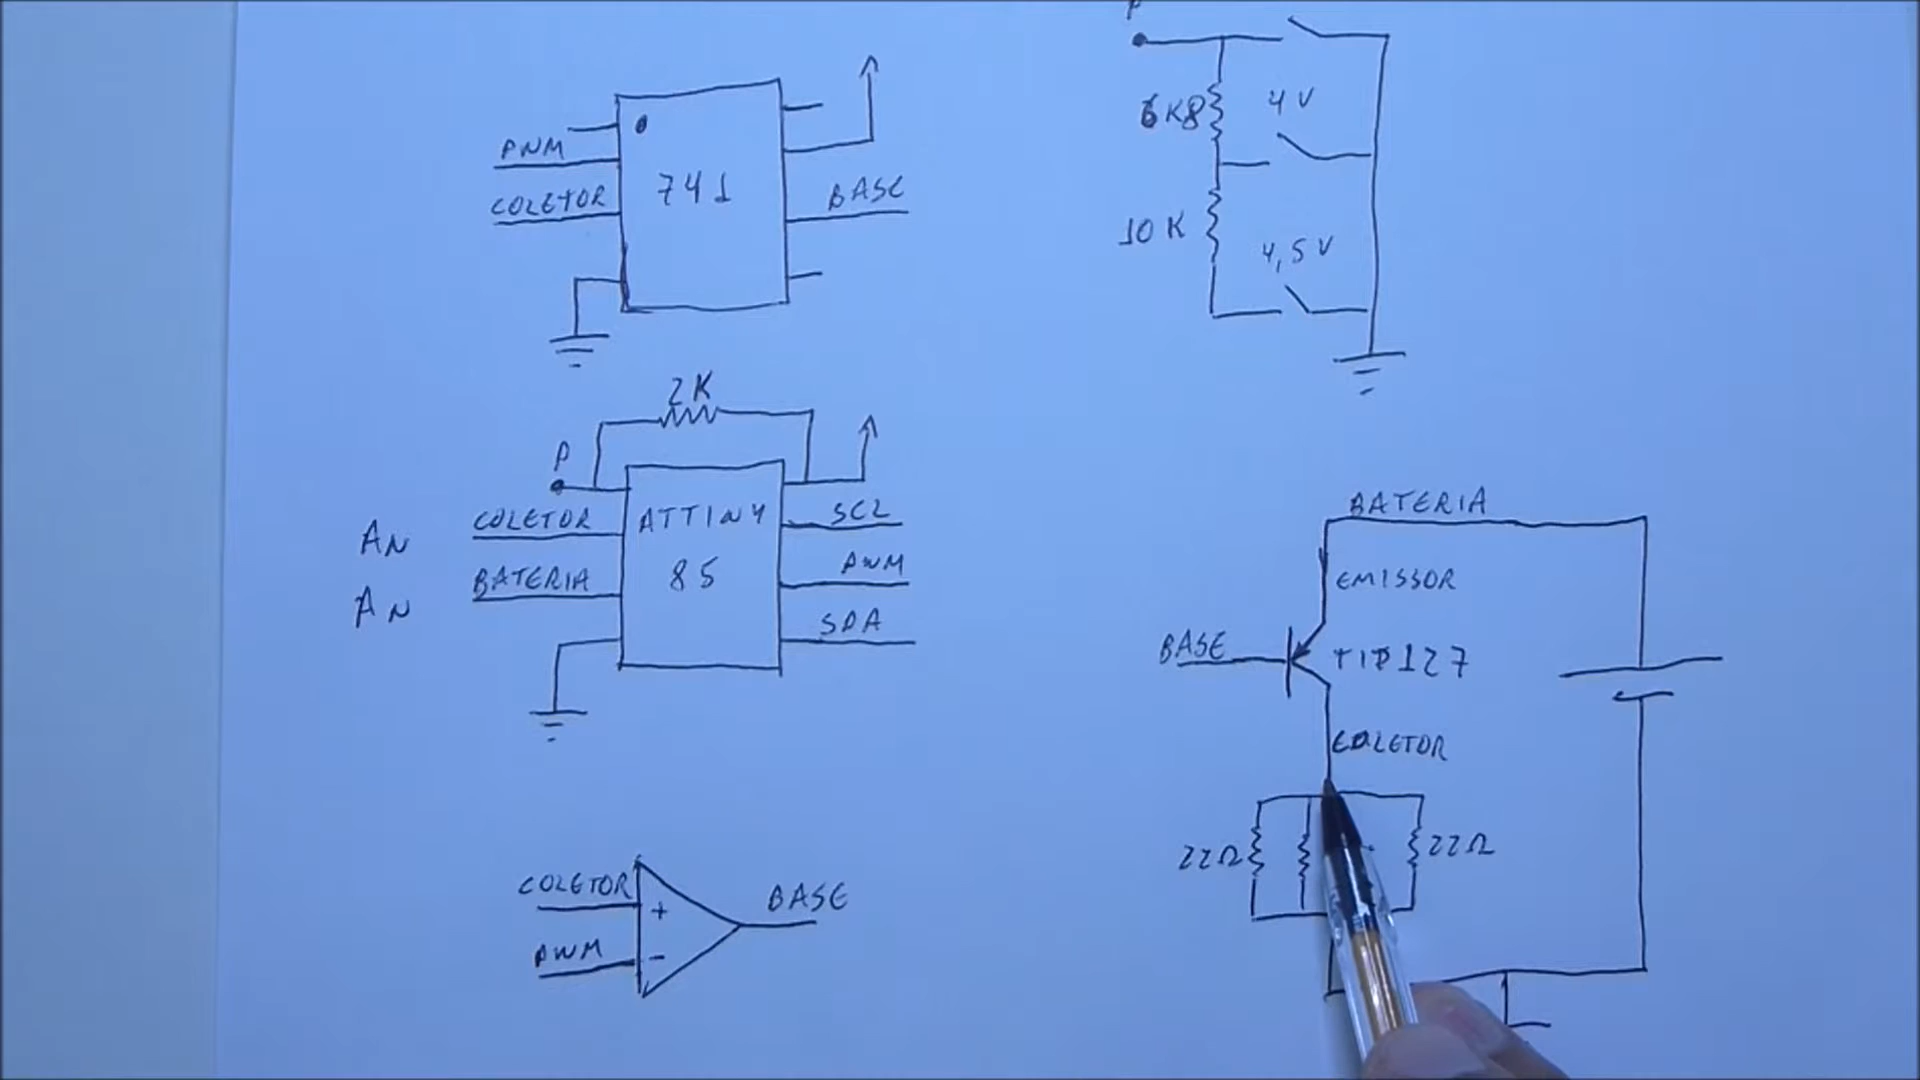 PWM
741
COLETOR
BASE
P
6K8
4V
10K
4,5V
2K
P
AN
COLETOR
ATTINY
85
SCL
AN
BATERIA
PWM
SDA
BATERIA
EMISSOR
BASE
TIP127
COLETOR
22Ω
22Ω
COLETOR
+
BASE
PWM
-